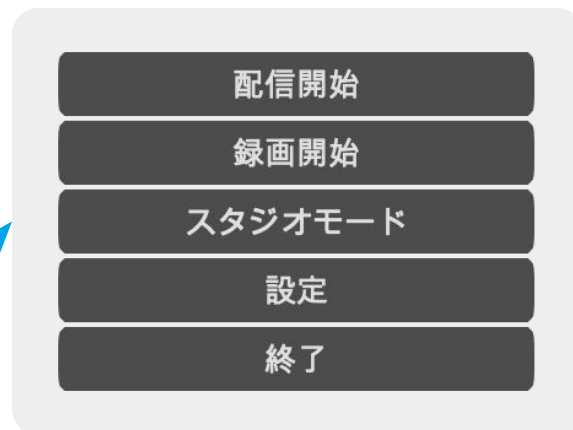 配信開始
録画開始
スタジオモード
設定
終了